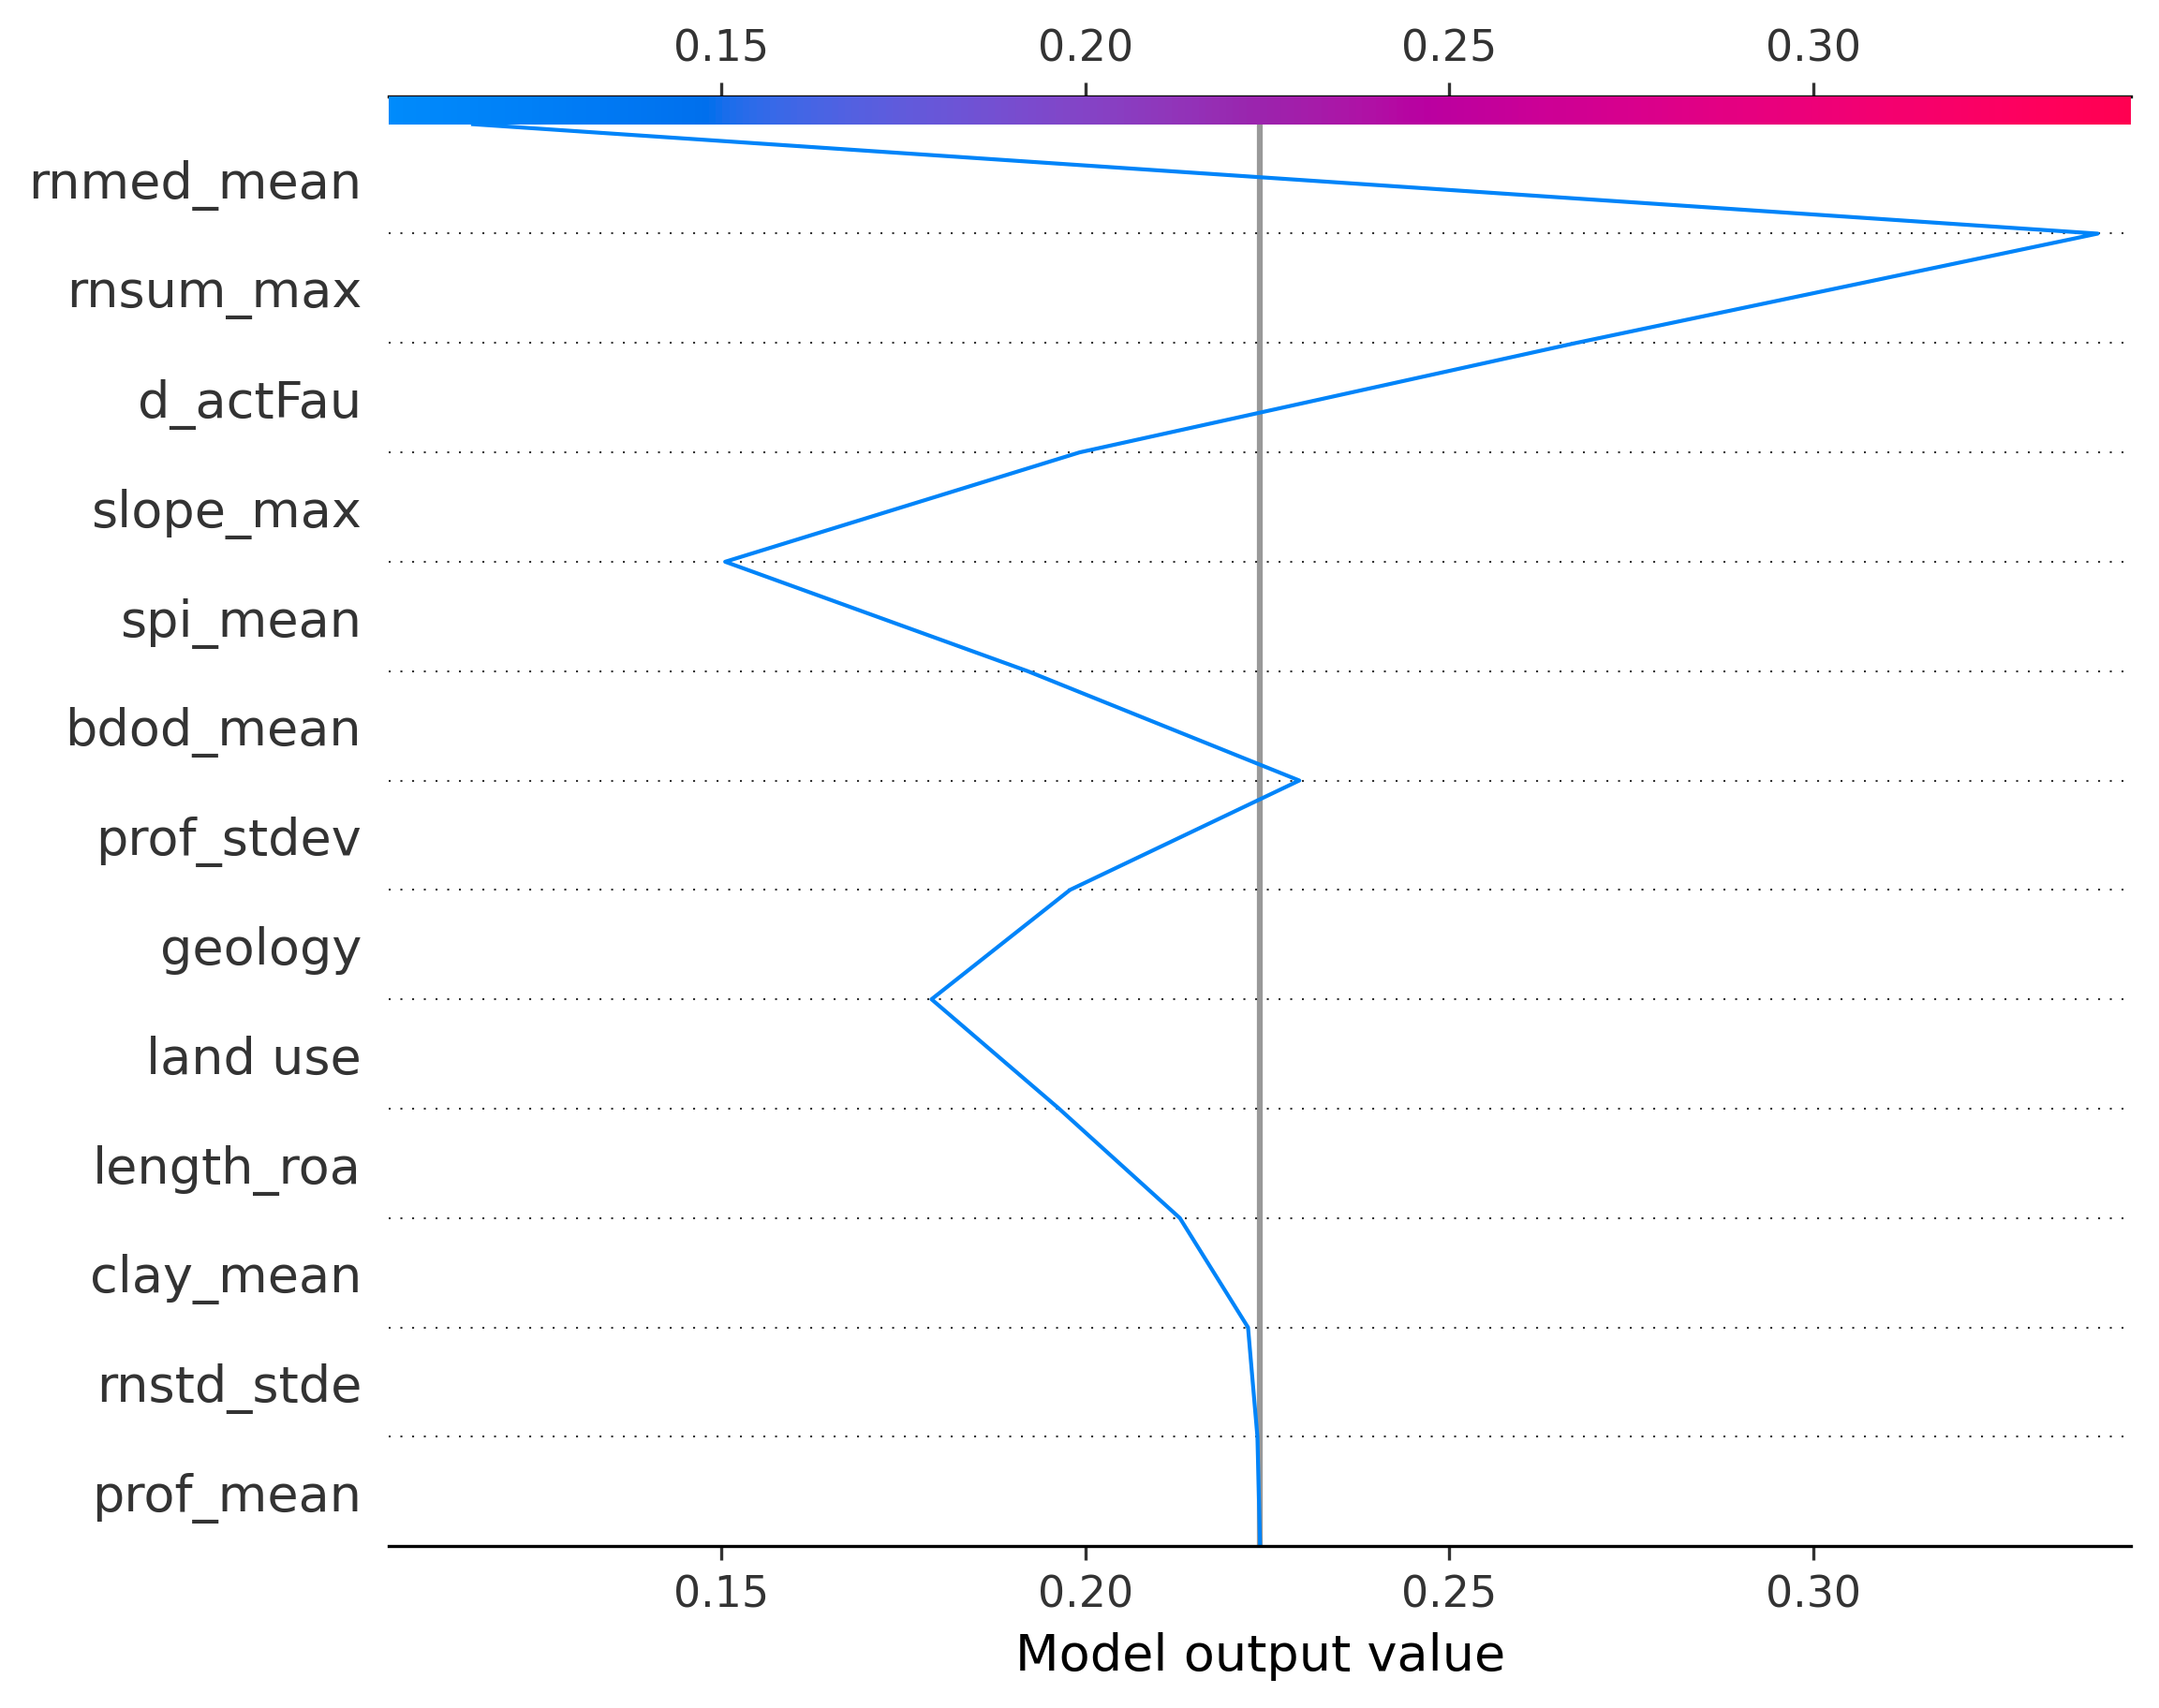 0.15 0.20 0.25 0.30
rnmed_mean
rnsum_max
d_actFau
slope_max
spi_mean
bdod_mean
prof_stdev
geology
land use
length_roa
clay_mean
rnstd_stde
prof_mean
0.15 0.20 0.25 0.30
Model output value